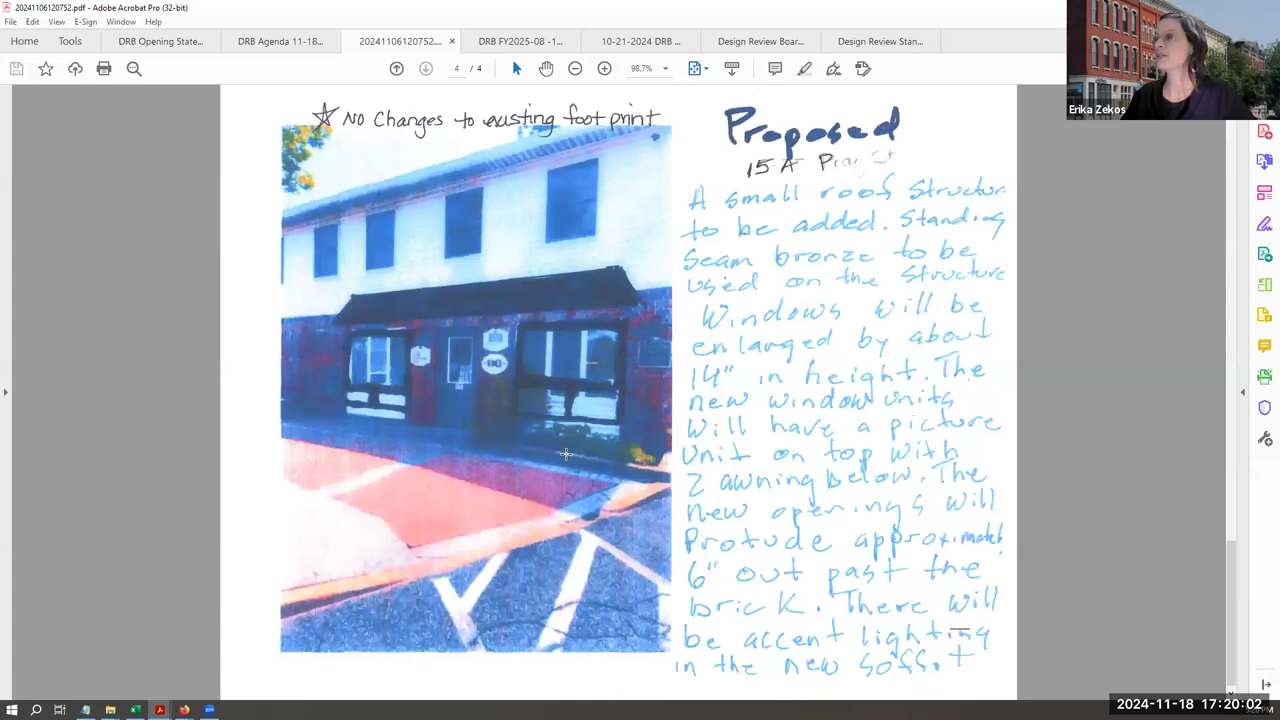 20241106120752.pdf - Adobe Acrobat Pro (32-bit)
File Edit View E-Sign Window Help
Home Tools DRB Opening State... DRB Agenda 11-18... 20241106120752.... × DRB FY2025-08 -1... 10-21-2024 DRB ... Design Review Boar... Design Review Stan...
4 / 4 98.7%
Erika Zekos
No Changes to existing foot print
Proposed
15 A Pray St
A small roof structur
to be added. Standing
seam bronze to be
used on the structure
Windows will be
enlarged by about
14" in height. The
new window units
will have a picture
unit on top with
2 awning below. The
new openings will
Protude approximatel
6" out past the
brick. There will
be accent lighting
in the new soffit
2024-11-18 17:20:02